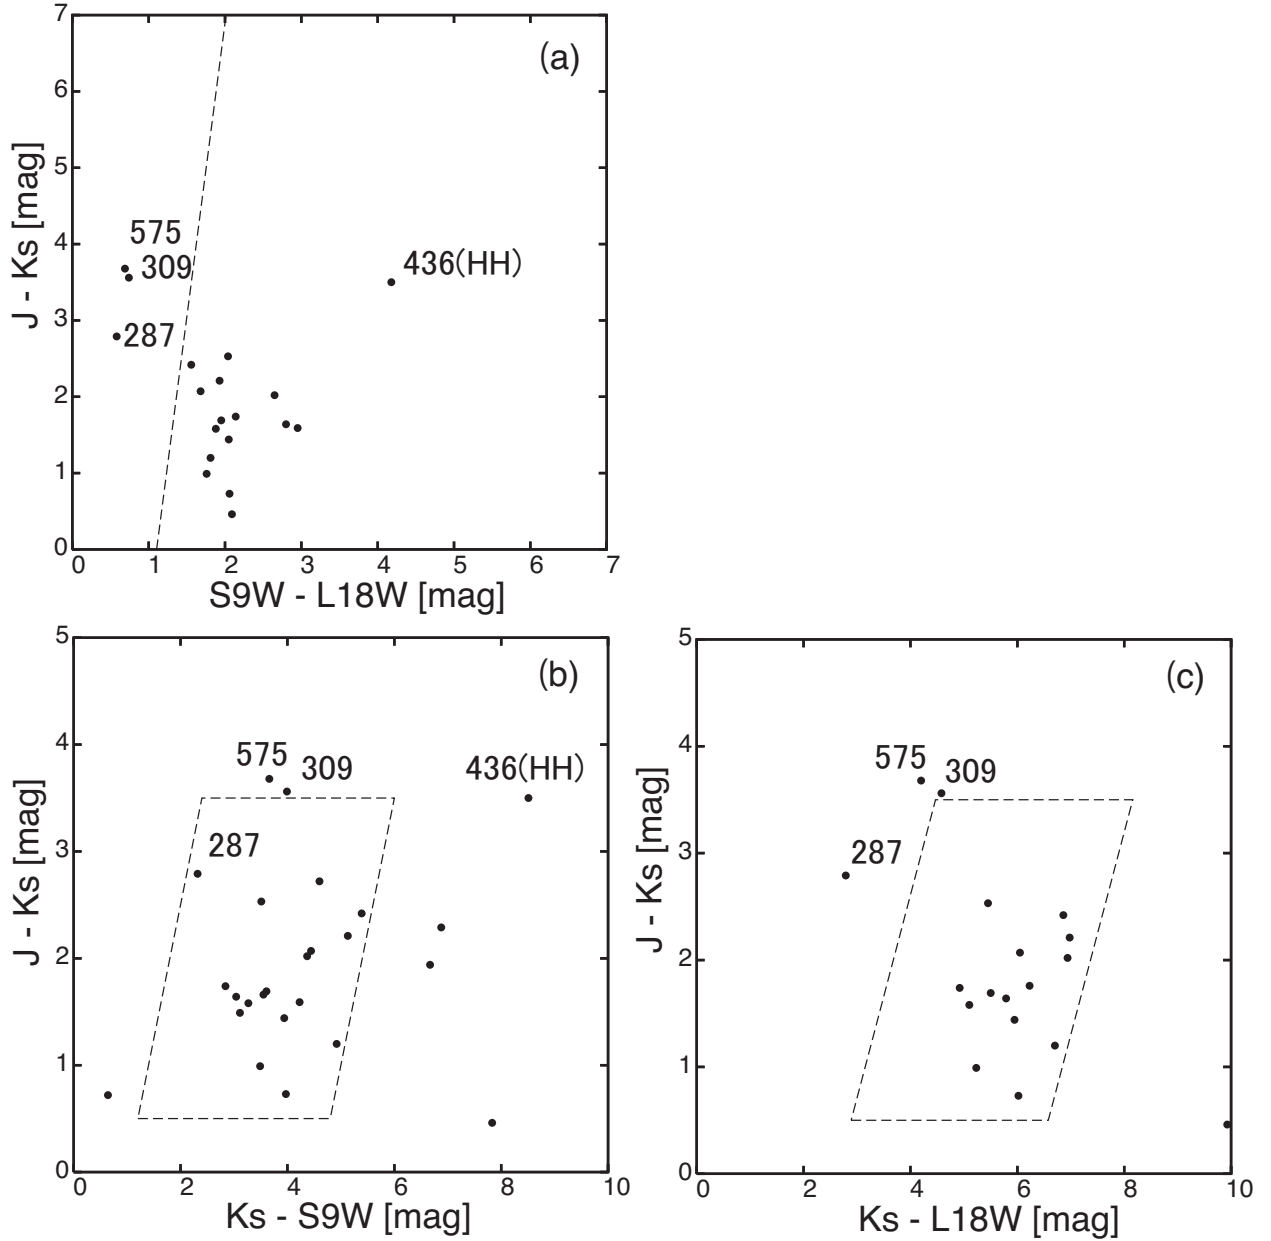 7
(a)
6
5
4
575
309
436(HH)
3
287
2
1
0
0 1 2 3 4 5 6 7
J - Ks [mag]
S9W - L18W [mag]
5
(b)
4
575
309
436(HH)
3
287
2
1
0
0 2 4 6 8 10
J - Ks [mag]
Ks - S9W [mag]
5
(c)
4
575
309
3
287
2
1
0
0 2 4 6 8 10
J - Ks [mag]
Ks - L18W [mag]